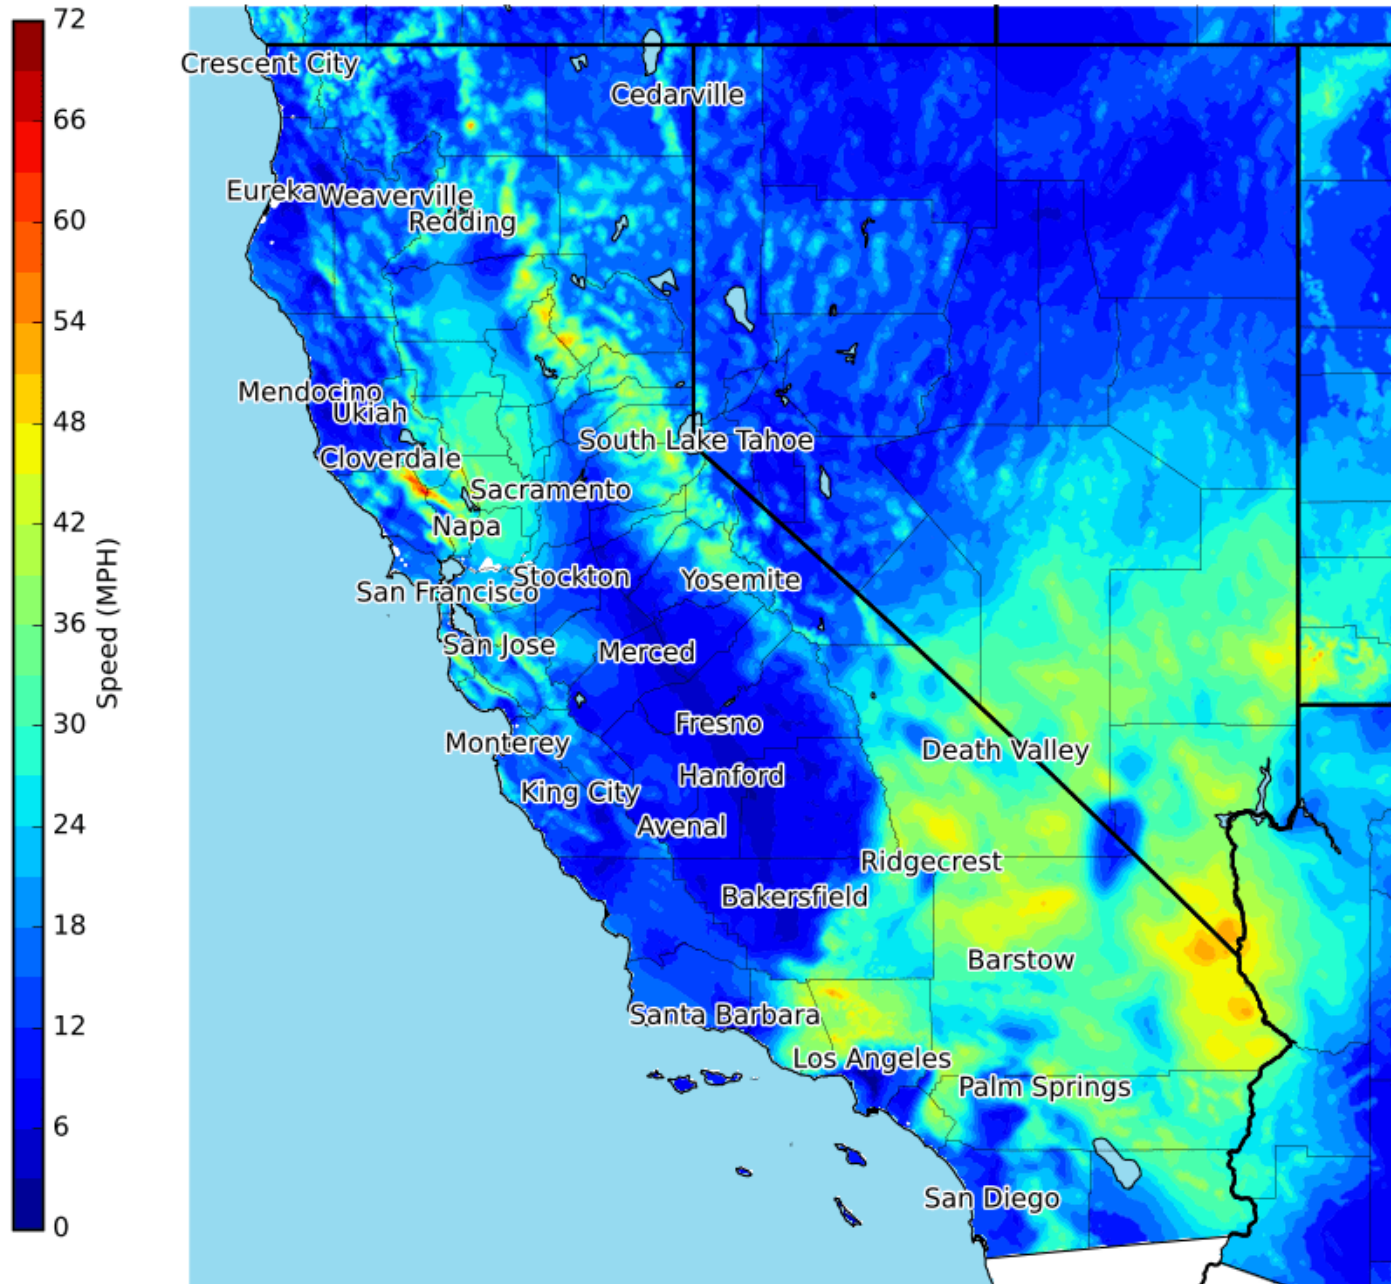 72
66
60
54
48
42
36
30
24
18
12
6
0
Speed (MPH)
Crescent City
Cedarville
Eureka
Weaverville
Redding
Mendocino
Ukiah
South Lake Tahoe
Cloverdale
Sacramento
Napa
Stockton
Yosemite
San Francisco
San Jose
Merced
Fresno
Monterey
Death Valley
Hanford
King City
Avenal
Ridgecrest
Bakersfield
Barstow
Santa Barbara
Los Angeles
Palm Springs
San Diego